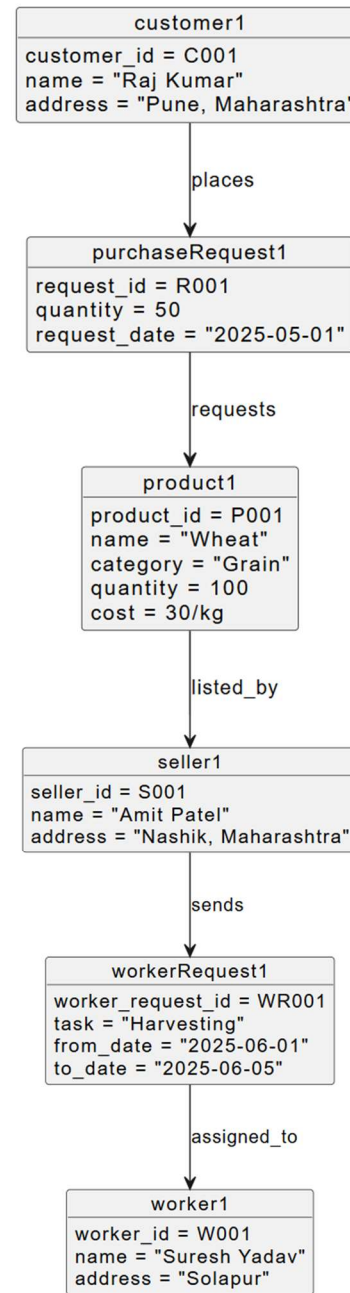 customer1
customer_id = C001
name = "Raj Kumar"
address = "Pune, Maharashtra"
places
purchaseRequest1
request_id = R001
quantity = 50
request_date = "2025-05-01"
requests
product1
product_id = P001
name = "Wheat"
category = "Grain"
quantity = 100
cost = 30/kg
listed_by
seller1
seller_id = S001
name = "Amit Patel"
address = "Nashik, Maharashtra"
sends
workerRequest1
worker_request_id = WR001
task = "Harvesting"
from_date = "2025-06-01"
to_date = "2025-06-05"
assigned_to
worker1
worker_id = W001
name = "Suresh Yadav"
address = "Solapur"